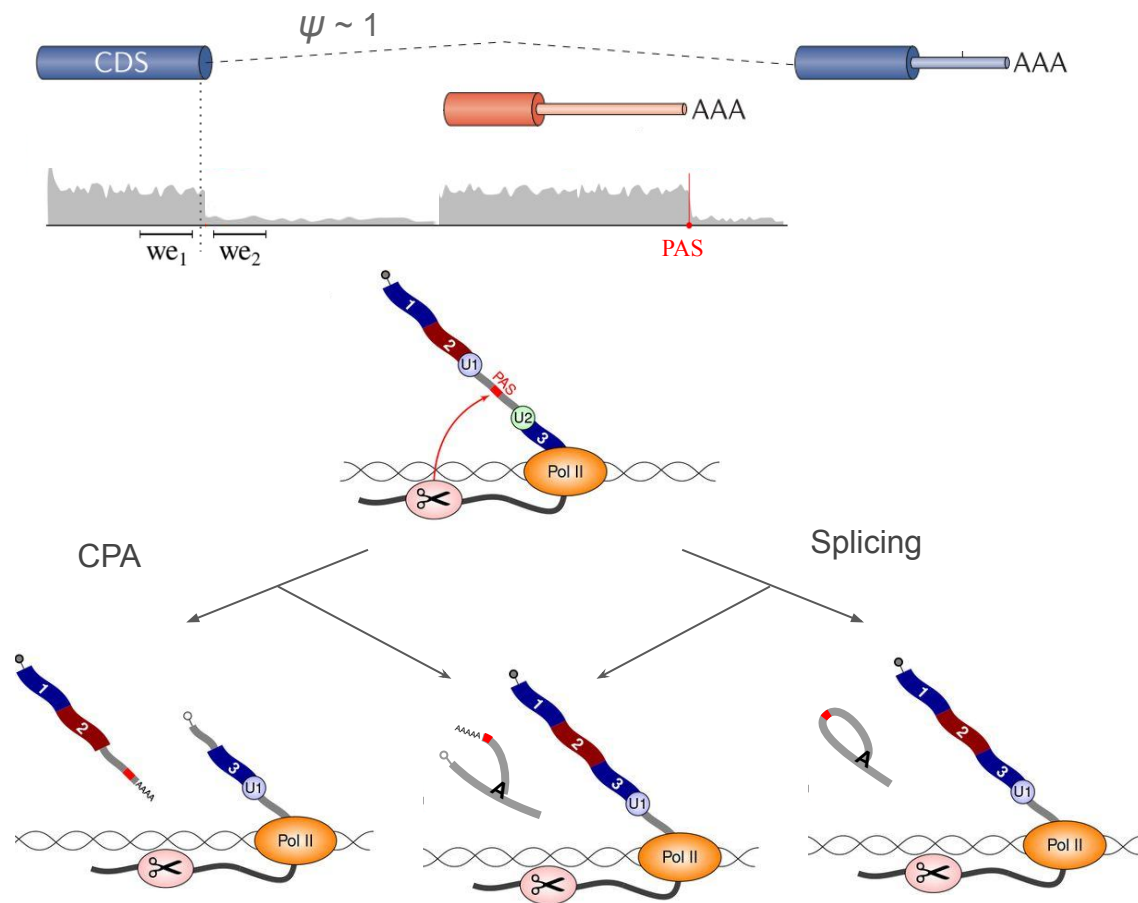 ψ ~ 1
CDS
AAA
AAA
we1
we2
PAS
1
2
U1
PAS
U2
3
Pol II
CPA
Splicing
1
2
AAAA
3
U1
Pol II
AAAAA
A
1
2
3
U1
Pol II
A
1
2
3
U1
Pol II